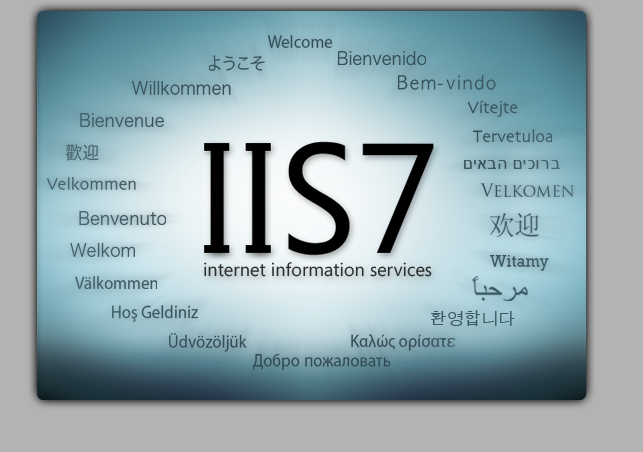 Welcome
ようこそ
Bienvenido
Willkommen
Bem-vindo
Vítejte
Bienvenue
Tervetuloa
歡迎
ברוכים הבאים
Velkommen
VELKOMEN
IIS7
Benvenuto
欢迎
Welkom
Witamy
internet information services
Välkommen
مرحباً
Hoş Geldiniz
환영합니다
Üdvözöljük
Καλώς ορίσατε
Добро пожаловать